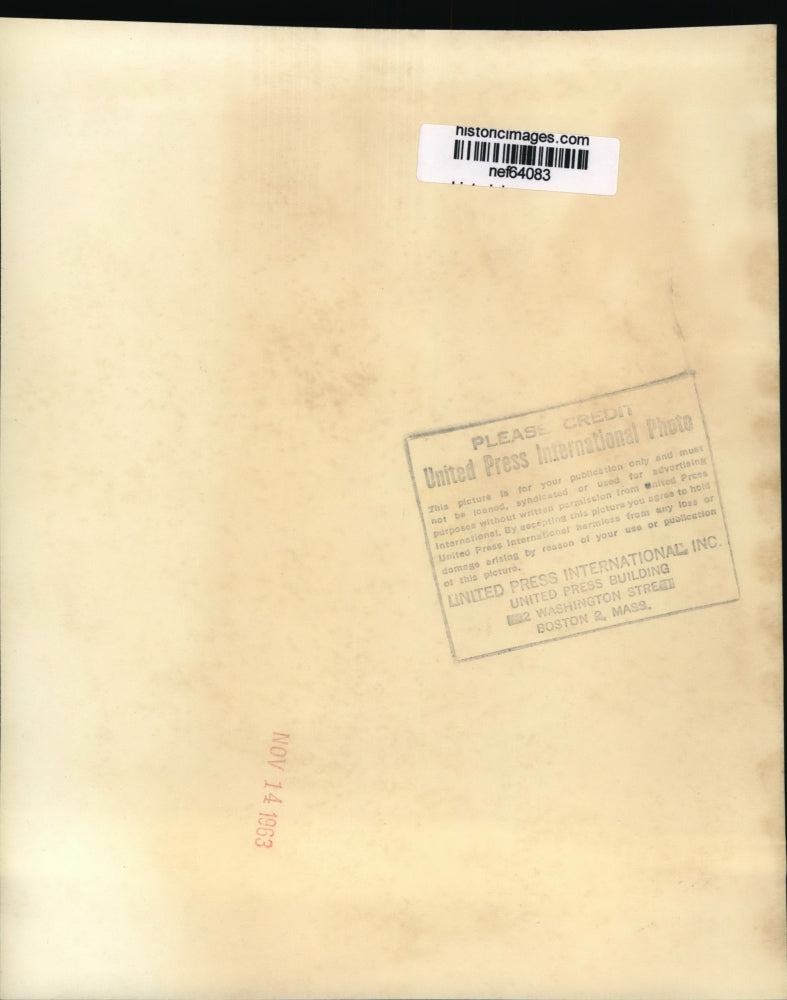 historicimages.com
nef64083
PLEASE CREDIT
United Press International Photo
This picture is for your publication only and must
not be loaned, syndicated or used for advertising
purposes without written permission from United Press
International. By accepting this picture you agree to hold
United Press International harmless from any loss or
damage arising by reason of your use or publication
of this picture.
UNITED PRESS INTERNATIONAL, INC.
UNITED PRESS BUILDING
WASHINGTON STREET
BOSTON 2, MASS.
NOV 14 1963